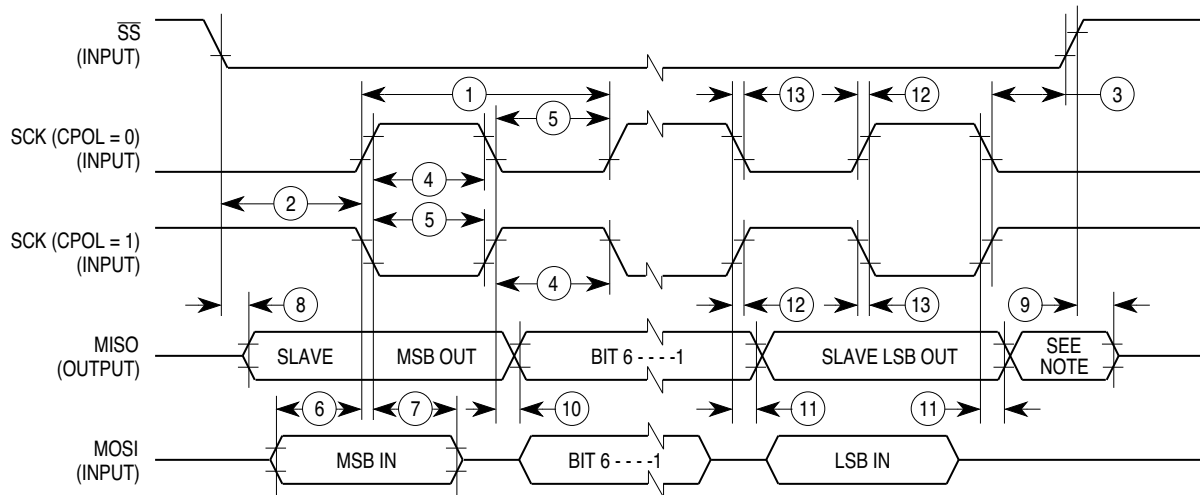 SS
(INPUT)
1
13
12
3
5
SCK (CPOL = 0)
(INPUT)
4
2
5
SCK (CPOL = 1)
(INPUT)
4
8
12
13
9
MISO
(OUTPUT)
SLAVE
MSB OUT
BIT 6 - - - -1
SLAVE LSB OUT
SEE
NOTE
6
7
10
11
11
MOSI
(INPUT)
MSB IN
BIT 6 - - - -1
LSB IN